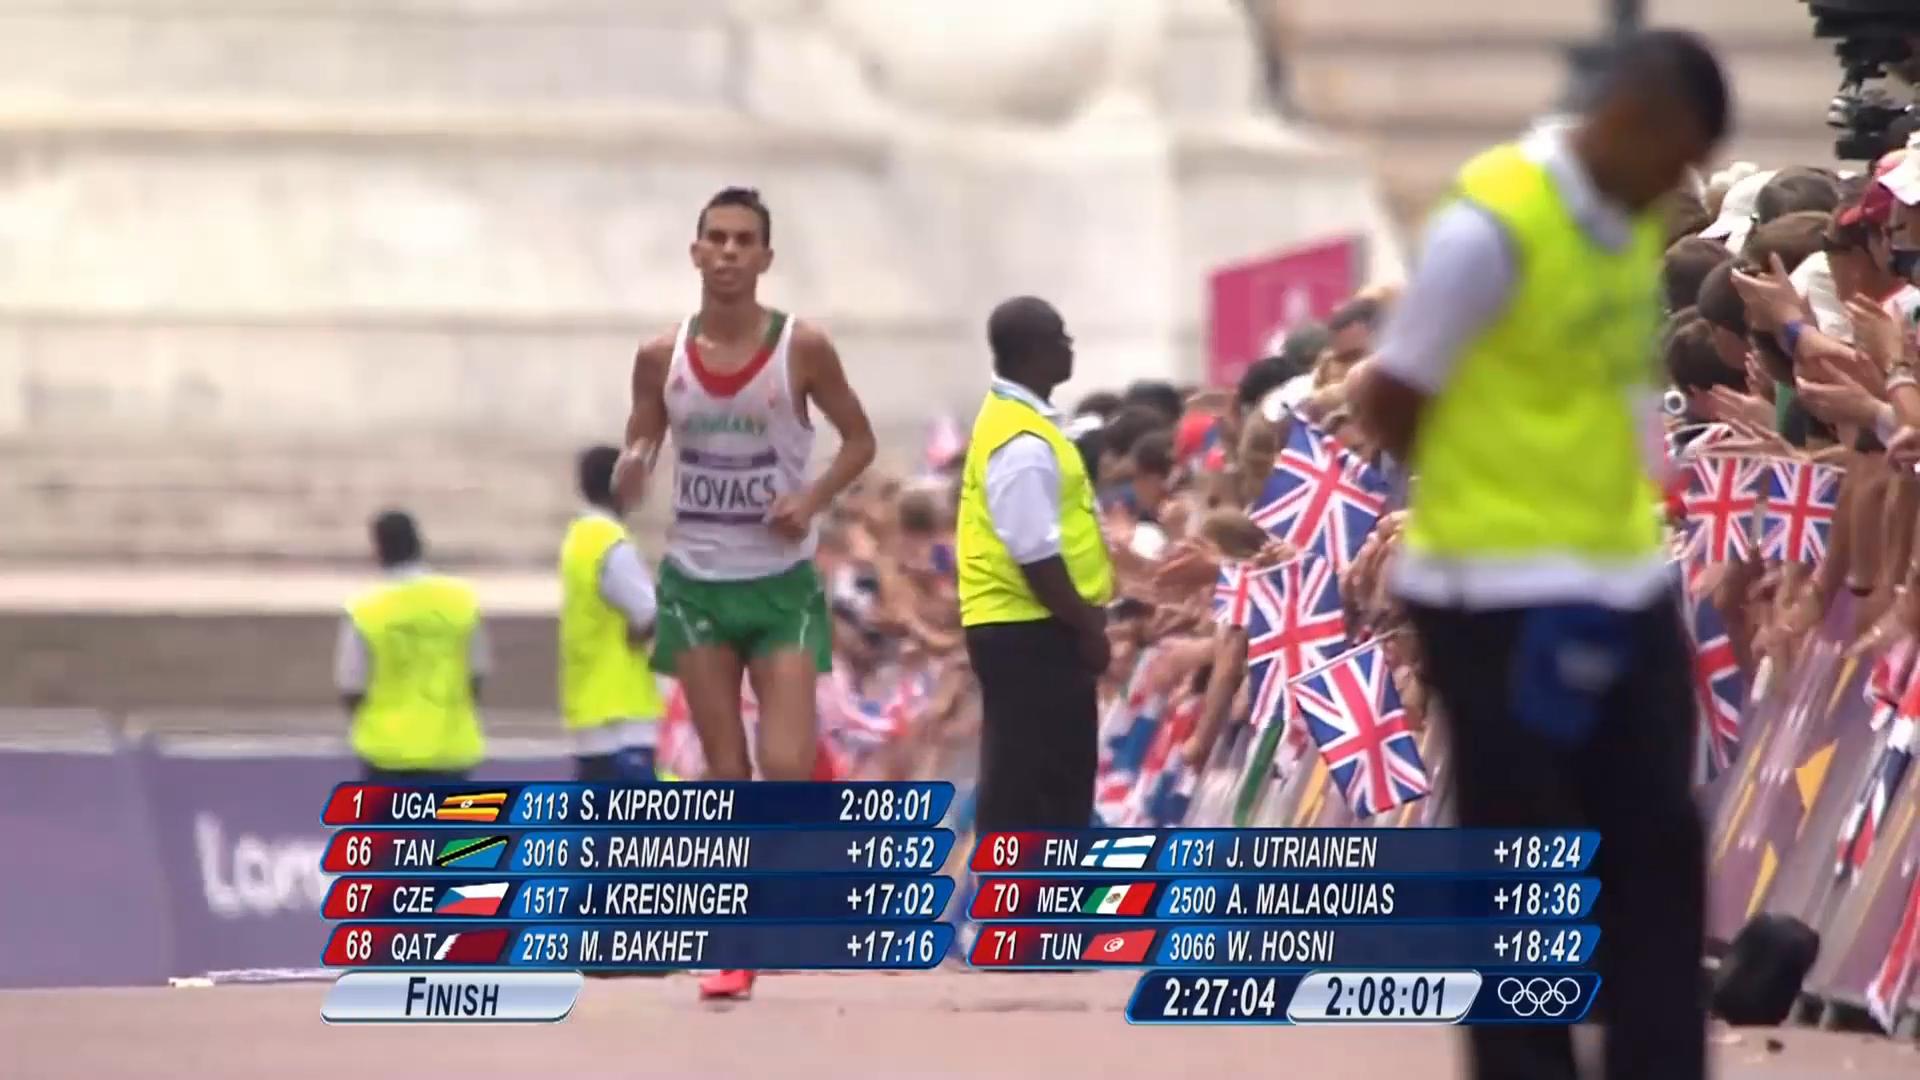 HUNGARY
KOVACS
1 UGA 3113 S. KIPROTICH 2:08:01
66 TAN 3016 S. RAMADHANI +16:52
67 CZE 1517 J. KREISINGER +17:02
68 QAT 2753 M. BAKHET +17:16
69 FIN 1731 J. UTRIAINEN +18:24
70 MEX 2500 A. MALAQUIAS +18:36
71 TUN 3066 W. HOSNI +18:42
FINISH
2:27:04 2:08:01